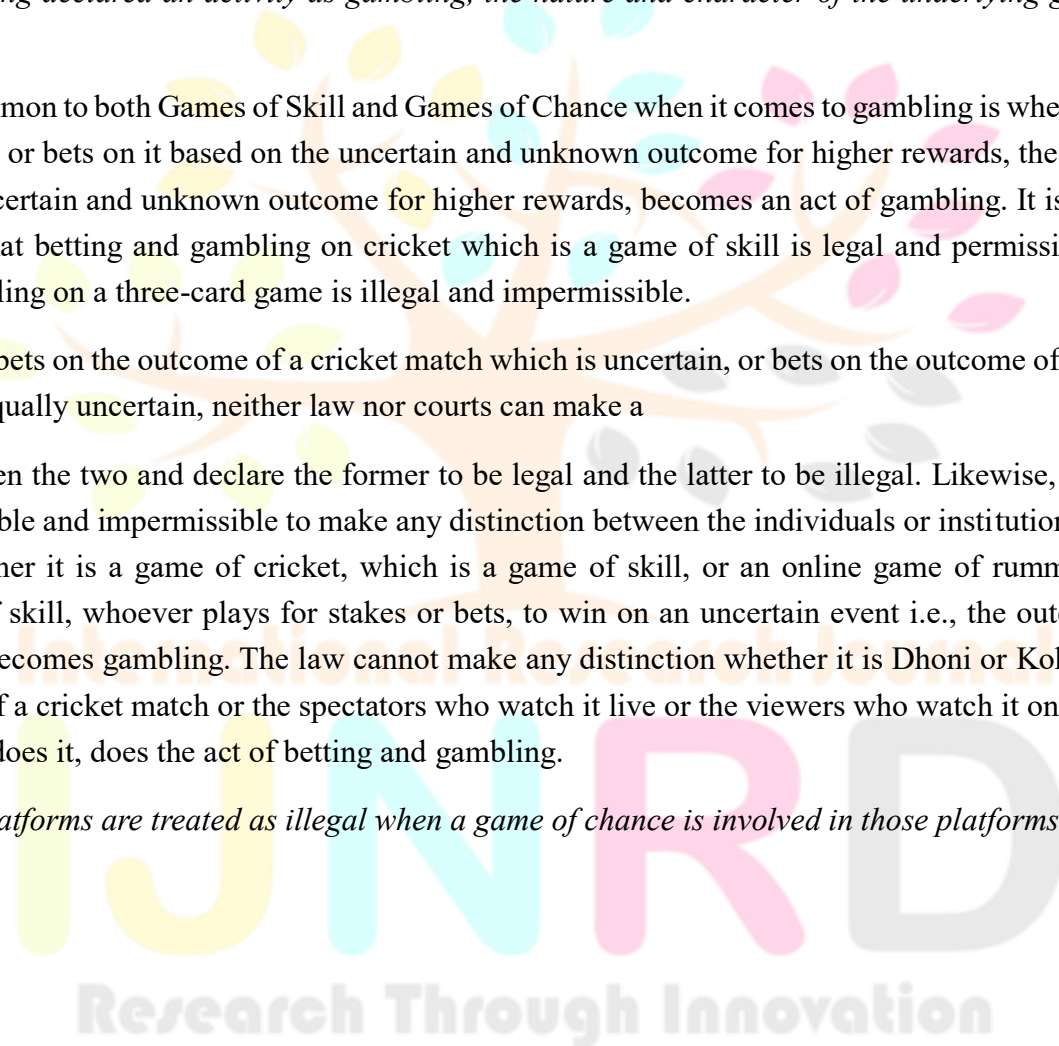 ng declared an activity as gambling, the nature and character of the underlying g
mon to both Games of Skill and Games of Chance when it comes to gambling is whe
or bets on it based on the uncertain and unknown outcome for higher rewards, the
certain and unknown outcome for higher rewards, becomes an act of gambling. It is
at betting and gambling on cricket which is a game of skill is legal and permissi
ling on a three-card game is illegal and impermissible.
bets on the outcome of a cricket match which is uncertain, or bets on the outcome of
qually uncertain, neither law nor courts can make a
en the two and declare the former to be legal and the latter to be illegal. Likewise,
ble and impermissible to make any distinction between the individuals or institution
her it is a game of cricket, which is a game of skill, or an online game of rumm
f skill, whoever plays for stakes or bets, to win on an uncertain event i.e., the out
International Research Journal
ecomes gambling. The law cannot make any distinction whether it is Dhoni or Kol
f a cricket match or the spectators who watch it live or the viewers who watch it on
does it, does the act of betting and gambling.
atforms are treated as illegal when a game of chance is involved in those platforms
IJNRD
Research Through Innovation